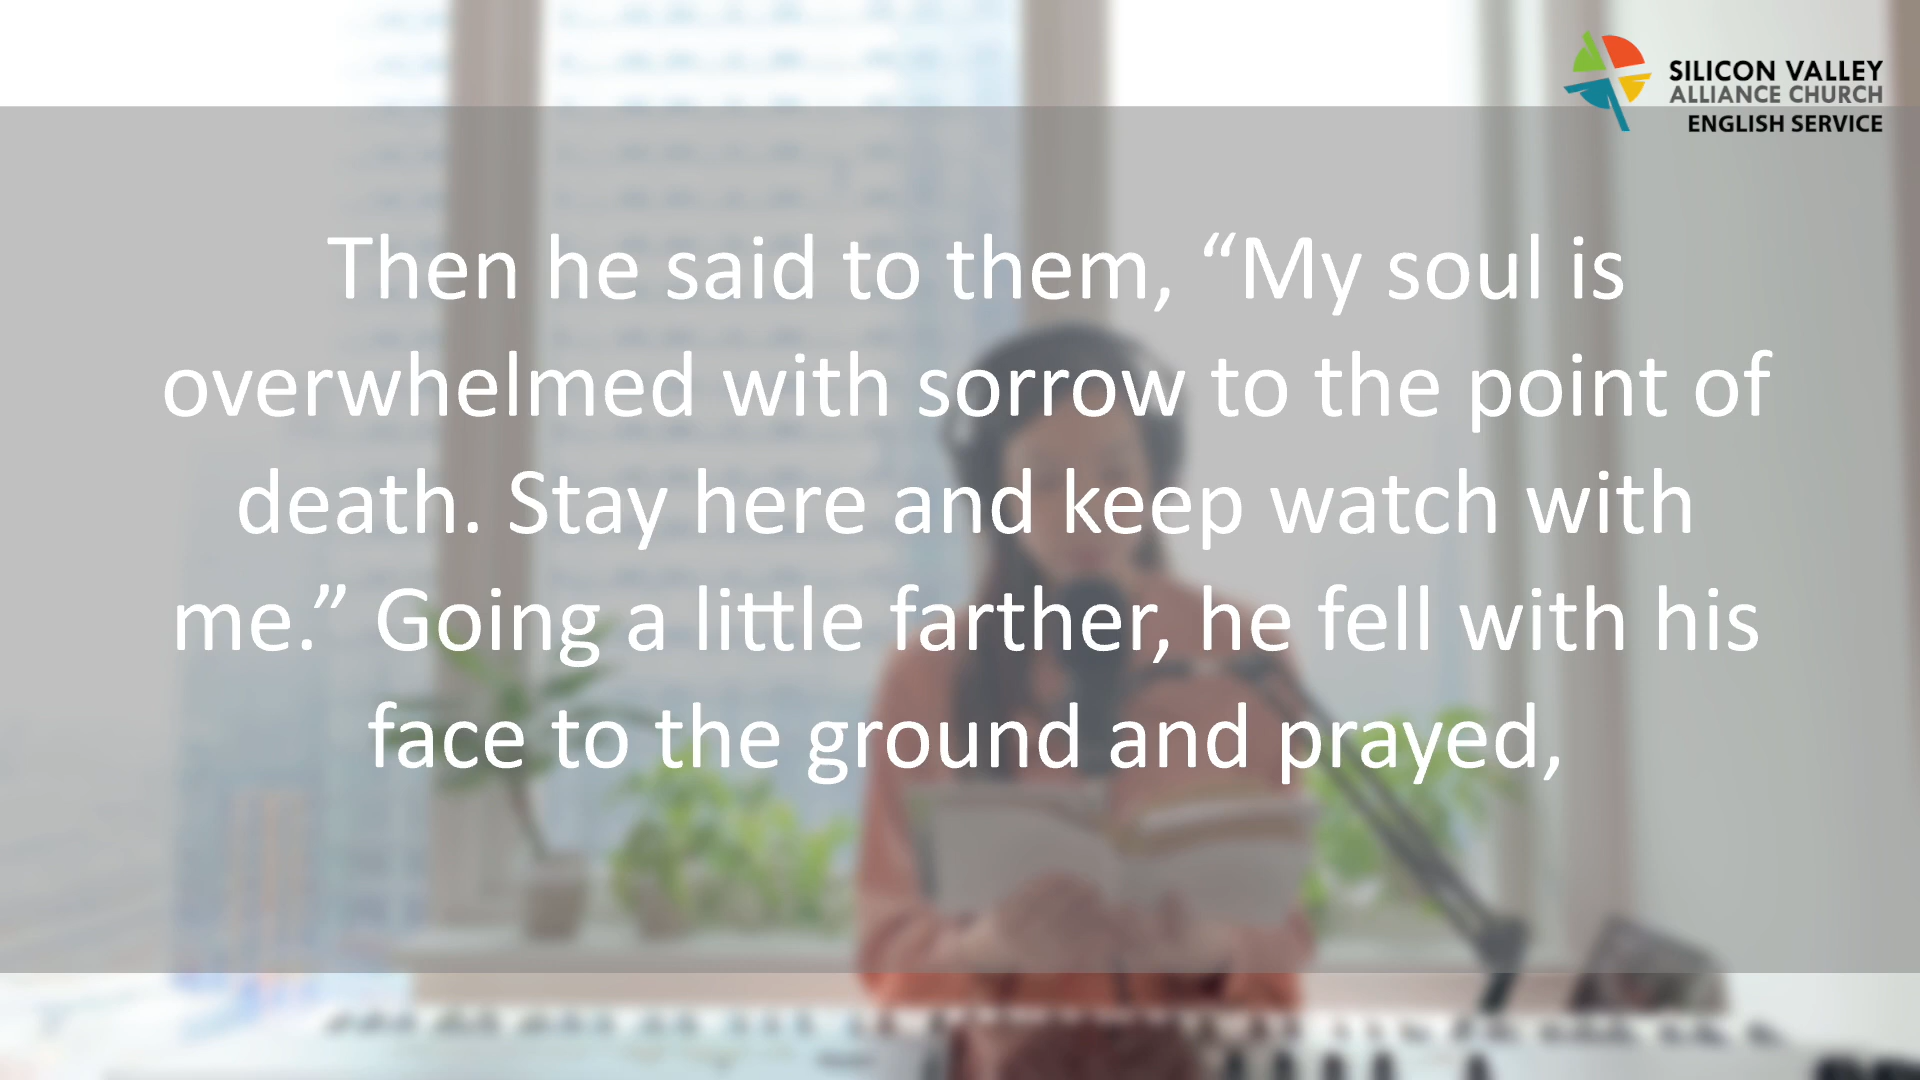 SILICON VALLEY
ALLIANCE CHURCH
ENGLISH SERVICE
Then he said to them, “My soul is
overwhelmed with sorrow to the point of
death. Stay here and keep watch with
me.” Going a little farther, he fell with his
face to the ground and prayed,